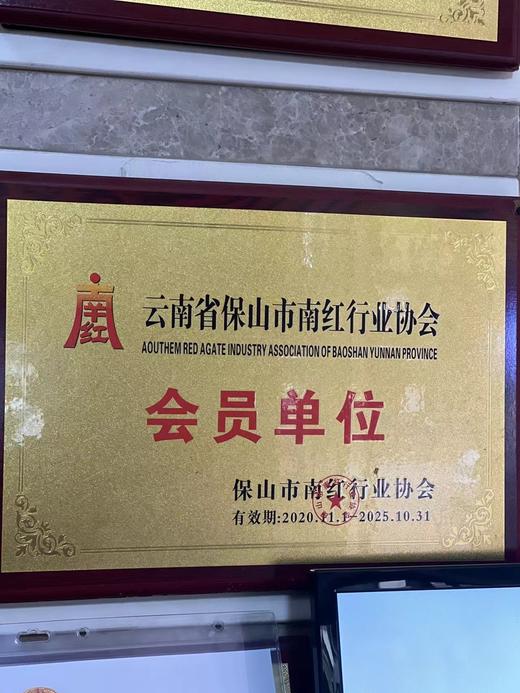 南红
云南省保山市南红行业协会
AOUTHEM RED AGATE INDUSTRY ASSOCIATION OF BAOSHAN YUNNAN PROVINCE
会员单位
保山市南红行业协会
有效期:2020.11.1-2025.10.31